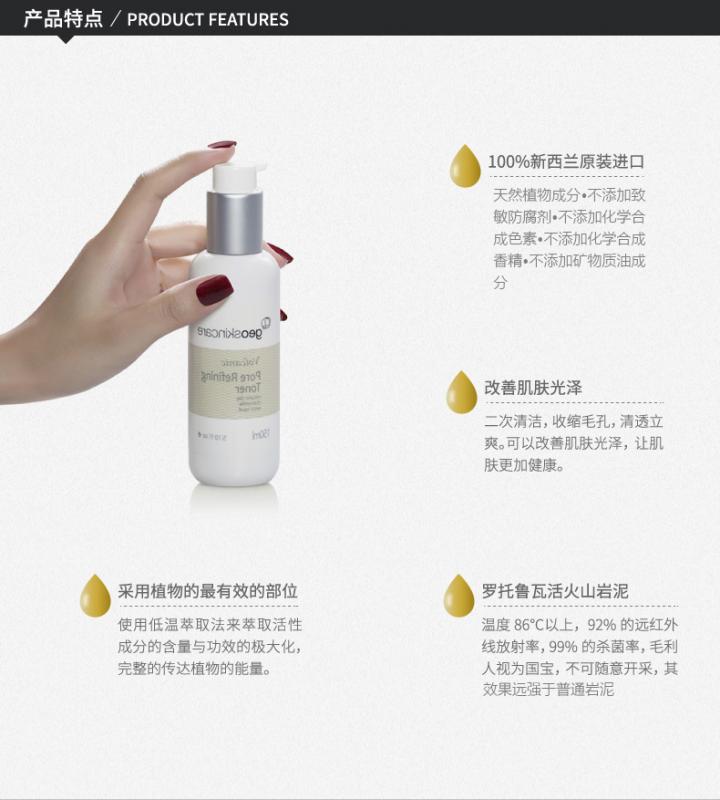 产品特点 / PRODUCT FEATURES
100%新西兰原装进口
天然植物成分•不添加致
敏防腐剂•不添加化学合
成色素•不添加化学合成
香精•不添加矿物质油成
分
geoskincare
Volcanic
Pore Refining
Toner
150ml
改善肌肤光泽
二次清洁，收缩毛孔，清透立
爽。可以改善肌肤光泽，让肌
肤更加健康。
采用植物的最有效的部位
使用低温萃取法来萃取活性
成分的含量与功效的极大化，
完整的传达植物的能量。
罗托鲁瓦活火山岩泥
温度 86℃以上，92% 的远红外
线放射率，99% 的杀菌率，毛利
人视为国宝，不可随意开采，其
效果远强于普通岩泥